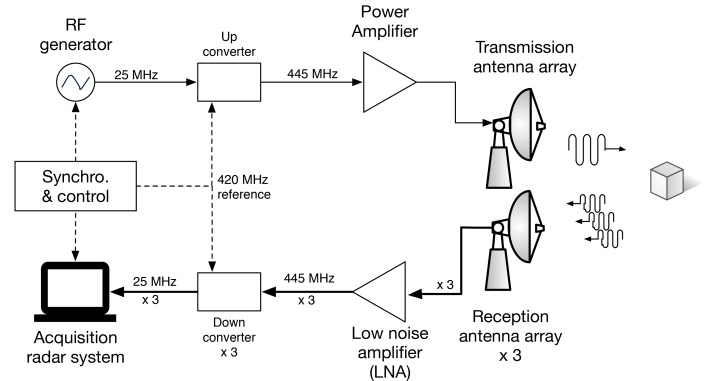 RF
generator
Up
converter
Power
Amplifier
Transmission
antenna array
25 MHz
445 MHz
Synchro.
& control
420 MHz
reference
25 MHz
x 3
445 MHz
x 3
x 3
Acquisition
radar system
Down
converter
x 3
Low noise
amplifier
(LNA)
Reception
antenna array
x 3